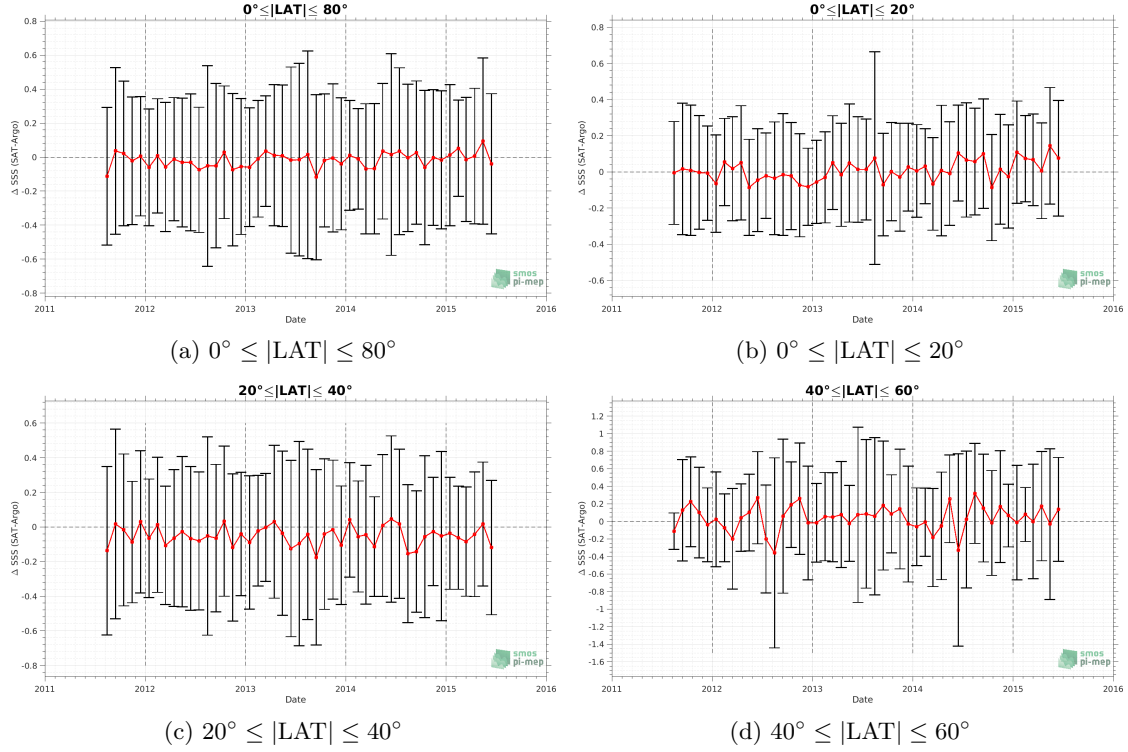 0°≤|LAT|≤ 80°
0.8
0.6
0.4
0.2
0
-0.2
-0.4
-0.6
-0.8
Δ SSS (SAT-Argo)
2011 2012 2013 2014 2015 2016
Date
smos
pi-mep
(a) 0° ≤ |LAT| ≤ 80°
0°≤|LAT|≤ 20°
0.8
0.6
0.4
0.2
0
-0.2
-0.4
-0.6
Δ SSS (SAT-Argo)
2011 2012 2013 2014 2015 2016
Date
smos
pi-mep
(b) 0° ≤ |LAT| ≤ 20°
20°≤|LAT|≤ 40°
0.6
0.4
0.2
0
-0.2
-0.4
-0.6
-0.8
Δ SSS (SAT-Argo)
2011 2012 2013 2014 2015 2016
Date
smos
pi-mep
(c) 20° ≤ |LAT| ≤ 40°
40°≤|LAT|≤ 60°
1.2
1
0.8
0.6
0.4
0.2
0
-0.2
-0.4
-0.6
-0.8
-1
-1.2
-1.4
-1.6
Δ SSS (SAT-Argo)
2011 2012 2013 2014 2015 2016
Date
smos
pi-mep
(d) 40° ≤ |LAT| ≤ 60°